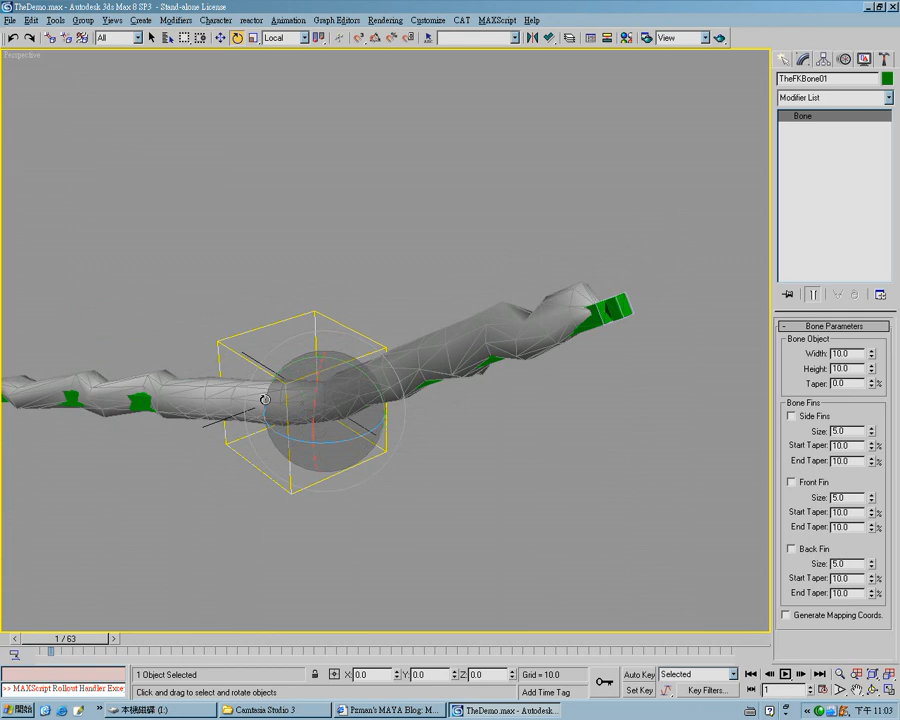 TheDemo.max - Autodesk 3ds Max 8 SP3 - Stand-alone License
File Edit Tools Group Views Create Modifiers Character reactor Animation Graph Editors Rendering Customize CAT MAXScript Help
All Local View
Perspective
TheFKBone01
Modifier List
Bone
- Bone Parameters
Bone Object
Width: 10.0
Height: 10.0
Taper: 0.0 %
Bone Fins
Side Fins
Size: 5.0
Start Taper: 10.0 %
End Taper: 10.0 %
Front Fin
Size: 5.0
Start Taper: 10.0 %
End Taper: 10.0 %
Back Fin
Size: 5.0
Start Taper: 10.0 %
End Taper: 10.0 %
Generate Mapping Coords.
< 1 / 63 >
1 Object Selected X: 0.0 Y: 0.0 Z: 0.0 Grid = 10.0 Auto Key Selected
>> MAXScript Rollout Handler Exce Click and drag to select and rotate objects Add Time Tag Set Key Key Filters... 1
開始 » 本機磁碟 (I:) Camtasia Studio 3 Pzman's MAYA Blog: M... TheDemo.max - Autodesk... « 下午 11:03